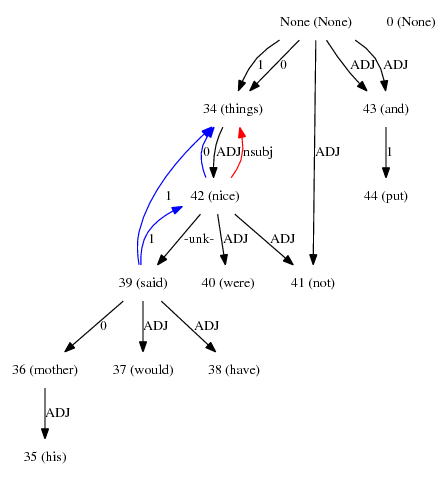 None (None) 0 (None)
1 0 ADJ ADJ
34 (things) 43 (and)
0 ADJ nsubj ADJ 1
42 (nice) 44 (put)
1 1 -unk- ADJ ADJ
39 (said) 40 (were) 41 (not)
0 ADJ ADJ
36 (mother) 37 (would) 38 (have)
ADJ
35 (his)